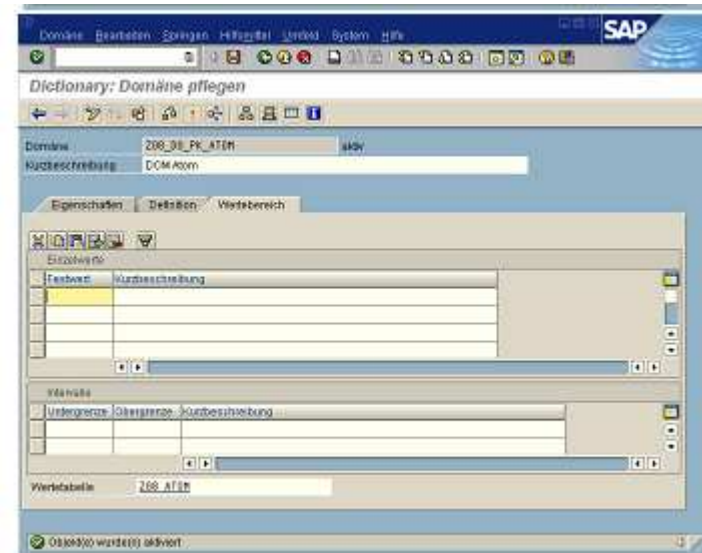 Domäne Bearbeiten Springen Hilfsmittel Umfeld System Hilfe
SAP
Dictionary: Domäne pflegen
Domäne Z08_D0_PK_ATOM aktiv
Kurzbeschreibung DOM Atom
Eigenschaften Definition Wertebereich
Einzelwerte
Festwert Kurzbeschreibung
Intervalle
Untergrenze Obergrenze Kurzbeschreibung
Wertetabelle Z08_ATOM
Objekt(e) wurde(n) aktiviert